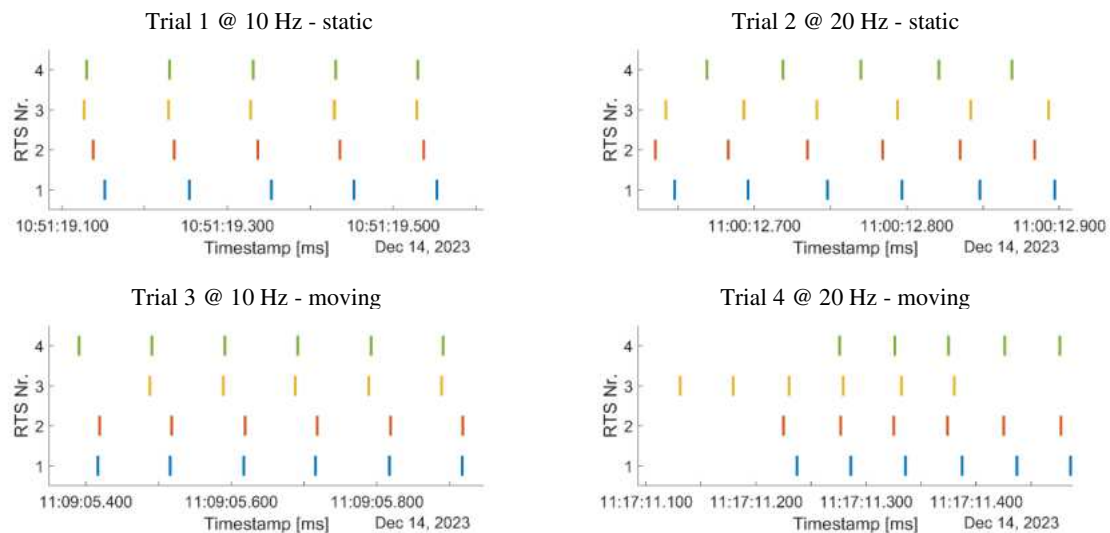 Trial 1 @ 10 Hz - static
4
3
2
1
RTS Nr.
10:51:19.100 10:51:19.300 10:51:19.500
Timestamp [ms]
Dec 14, 2023
Trial 2 @ 20 Hz - static
4
3
2
1
RTS Nr.
11:00:12.700 11:00:12.800 11:00:12.900
Timestamp [ms]
Dec 14, 2023
Trial 3 @ 10 Hz - moving
4
3
2
1
RTS Nr.
11:09:05.400 11:09:05.600 11:09:05.800
Timestamp [ms]
Dec 14, 2023
Trial 4 @ 20 Hz - moving
4
3
2
1
RTS Nr.
11:17:11.100 11:17:11.200 11:17:11.300 11:17:11.400
Timestamp [ms]
Dec 14, 2023